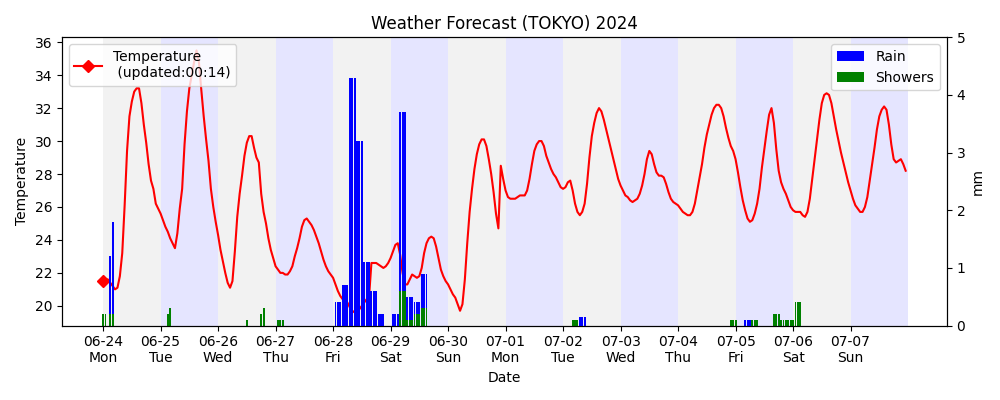 Weather Forecast (TOKYO) 2024
Temperature
(updated:00:14)
Rain
Showers
Temperature
36
34
32
30
28
26
24
22
20
5
4
3
2
1
0
mm
06-24 06-25 06-26 06-27 06-28 06-29 06-30 07-01 07-02 07-03 07-04 07-05 07-06 07-07
Mon Tue Wed Thu Fri Sat Sun Mon Tue Wed Thu Fri Sat Sun
Date